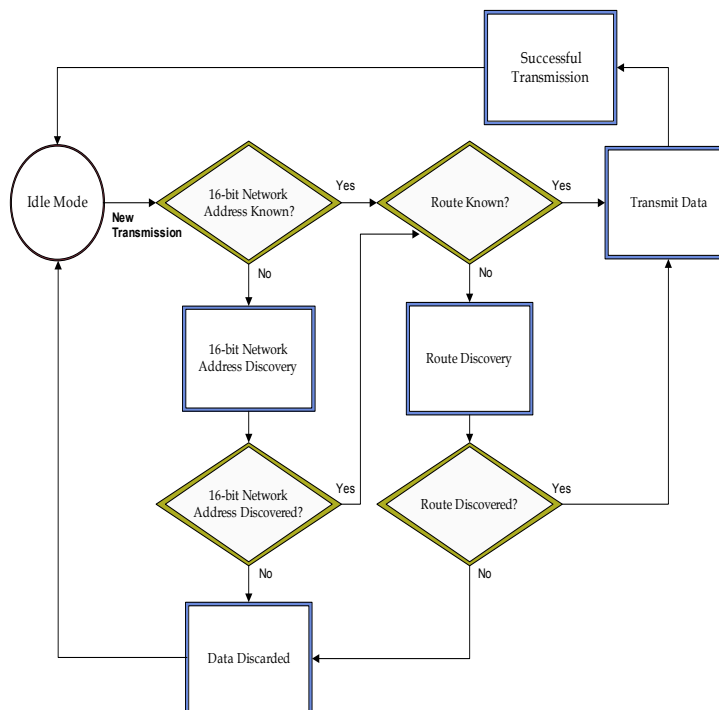 Successful
Transmission
Idle Mode
New
Transmission
16-bit Network
Address Known?
Yes
Route Known?
Yes
Transmit Data
No
No
16-bit Network
Address Discovery
Route Discovery
16-bit Network
Address Discovered?
Yes
Route Discovered?
Yes
No
No
Data Discarded